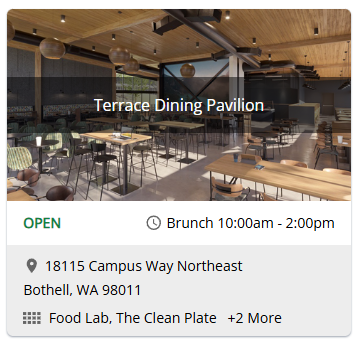 Terrace Dining Pavilion
OPEN Brunch 10:00am - 2:00pm
18115 Campus Way Northeast
Bothell, WA 98011
Food Lab, The Clean Plate +2 More